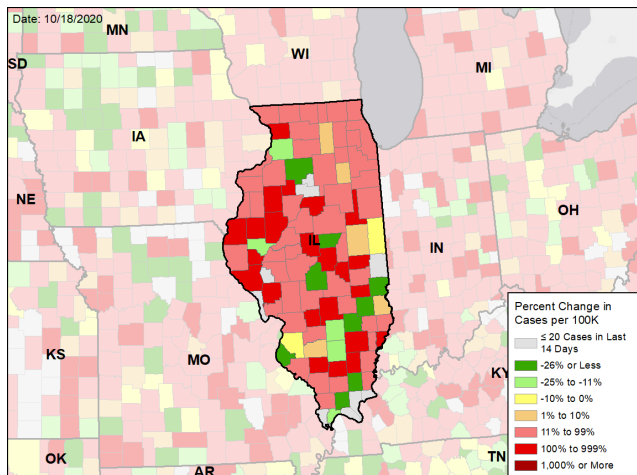 Date: 10/18/2020
MN
SD
WI
MI
IA
NE
OH
IL
IN
KS
MO
KY
OK
AR
TN
Percent Change in
Cases per 100K
≤ 20 Cases in Last
14 Days
-26% or Less
-25% to -11%
-10% to 0%
1% to 10%
11% to 99%
100% to 999%
1,000% or More